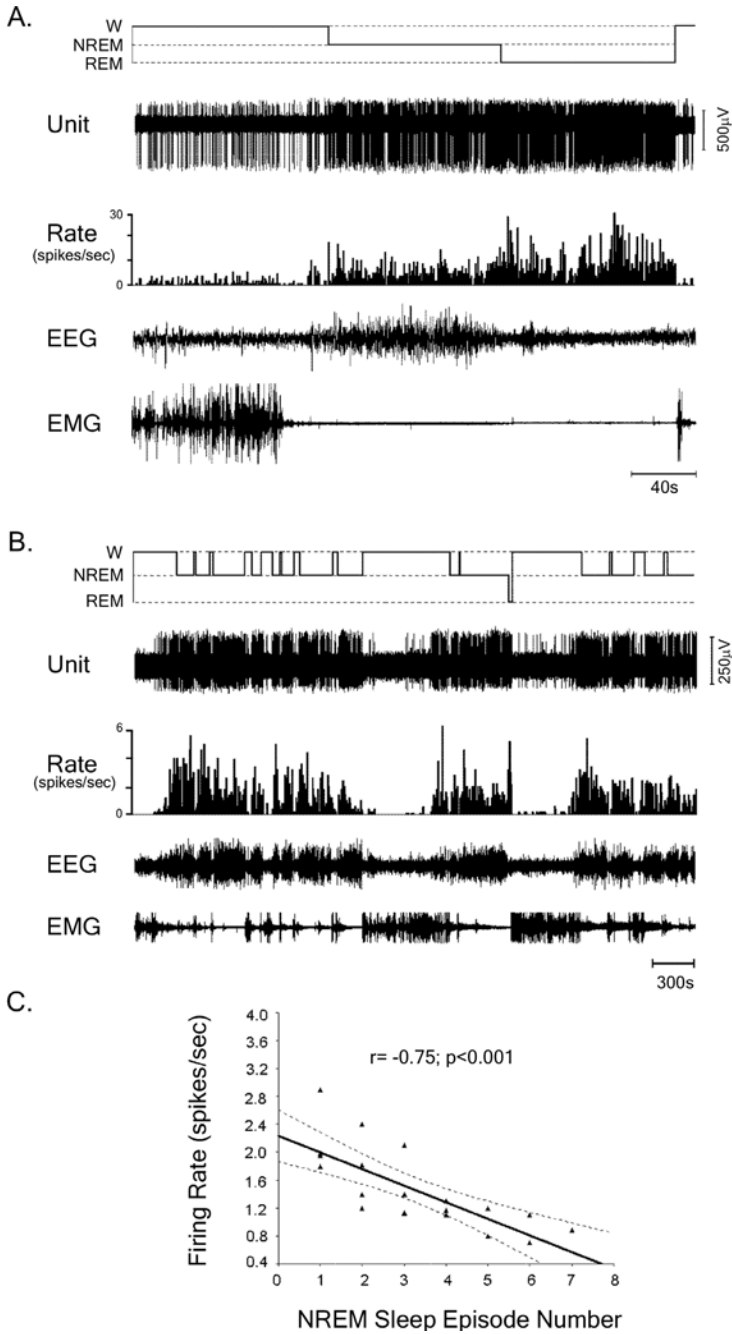 A.
W
NREM
REM
Unit
500μV
30
Rate
(spikes/sec)
0
EEG
EMG
40s
B.
W
NREM
REM
Unit
250μV
6
Rate
(spikes/sec)
0
EEG
EMG
300s
C.
Firing Rate (spikes/sec)
4.0
3.6
3.2
2.8
2.4
2.0
1.6
1.2
0.8
0.4
r= -0.75; p<0.001
0 1 2 3 4 5 6 7 8
NREM Sleep Episode Number